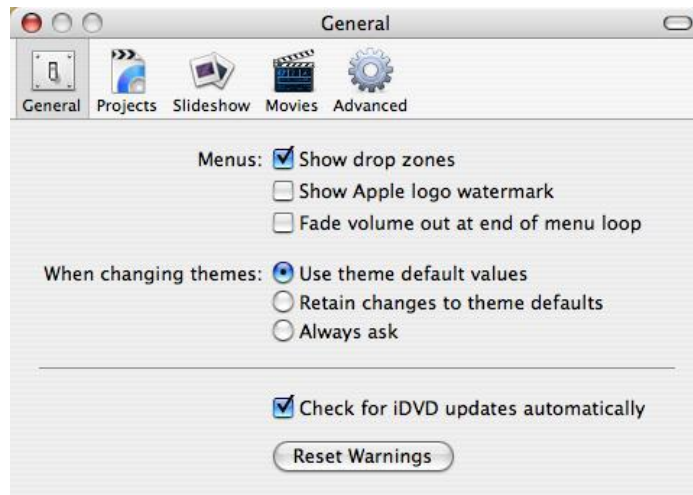 General
General Projects Slideshow Movies Advanced
Menus: Show drop zones
Show Apple logo watermark
Fade volume out at end of menu loop
When changing themes: Use theme default values
Retain changes to theme defaults
Always ask
Check for iDVD updates automatically
Reset Warnings